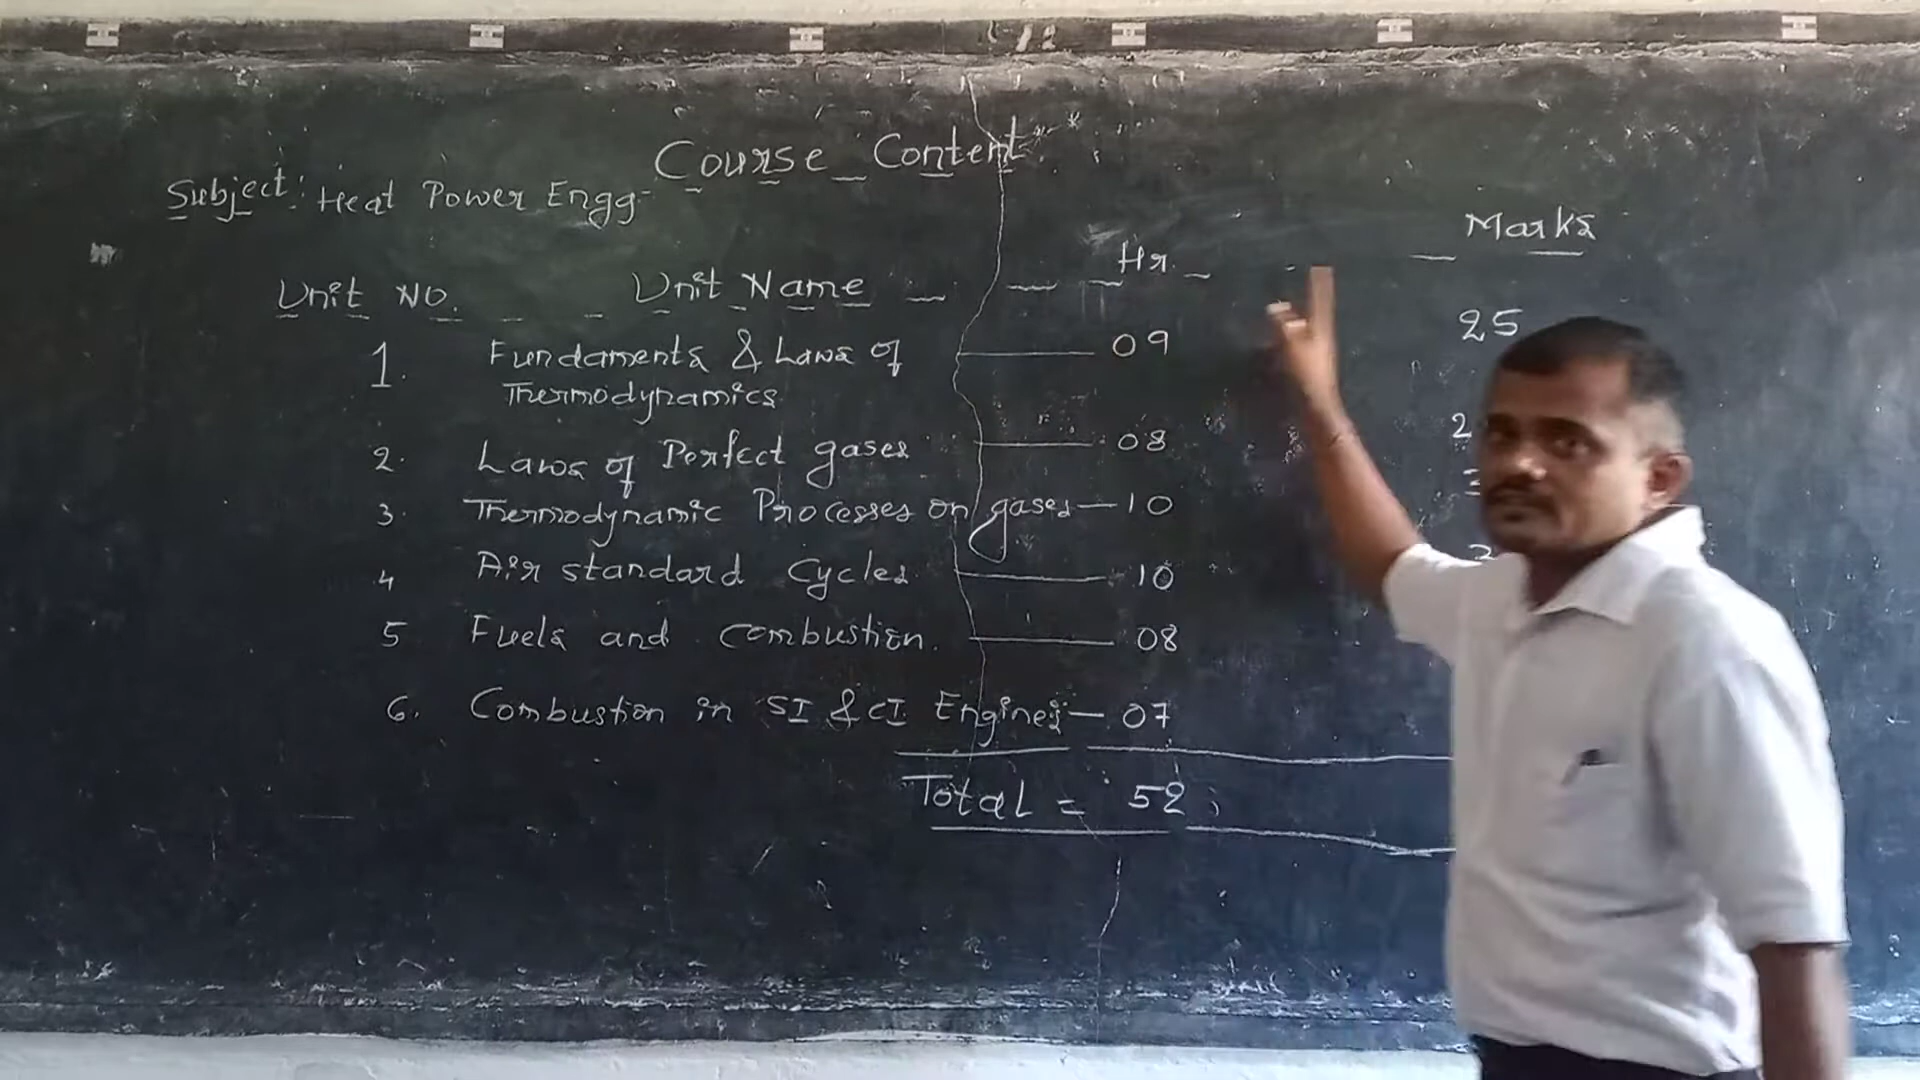 Course Content
Subject: Heat Power Engg
Unit No. Unit Name Hr. Marks
1. Fundaments & Laws of 09 25
Thermodynamics
2. Laws of Perfect gases 08 2
3. Thermodynamic Processes on gases 10
4 Air standard Cycles. 10
5 Fuels and combustion. 08
6. Combustion in SI & CI Engines 07
Total = 52